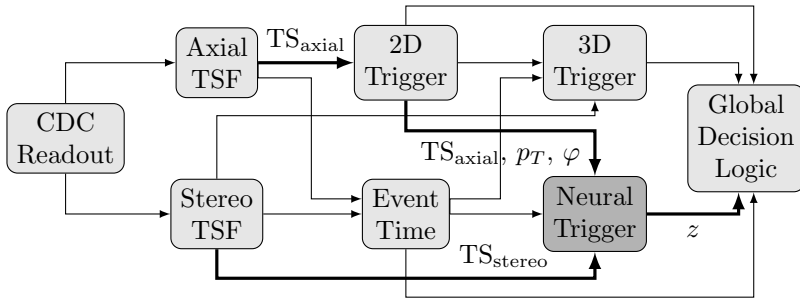 TS_axial
Axial
TSF
2D
Trigger
3D
Trigger
CDC
Readout
Global
Decision
Logic
TS_axial, p_T, φ
Stereo
TSF
Event
Time
Neural
Trigger
z
TS_stereo